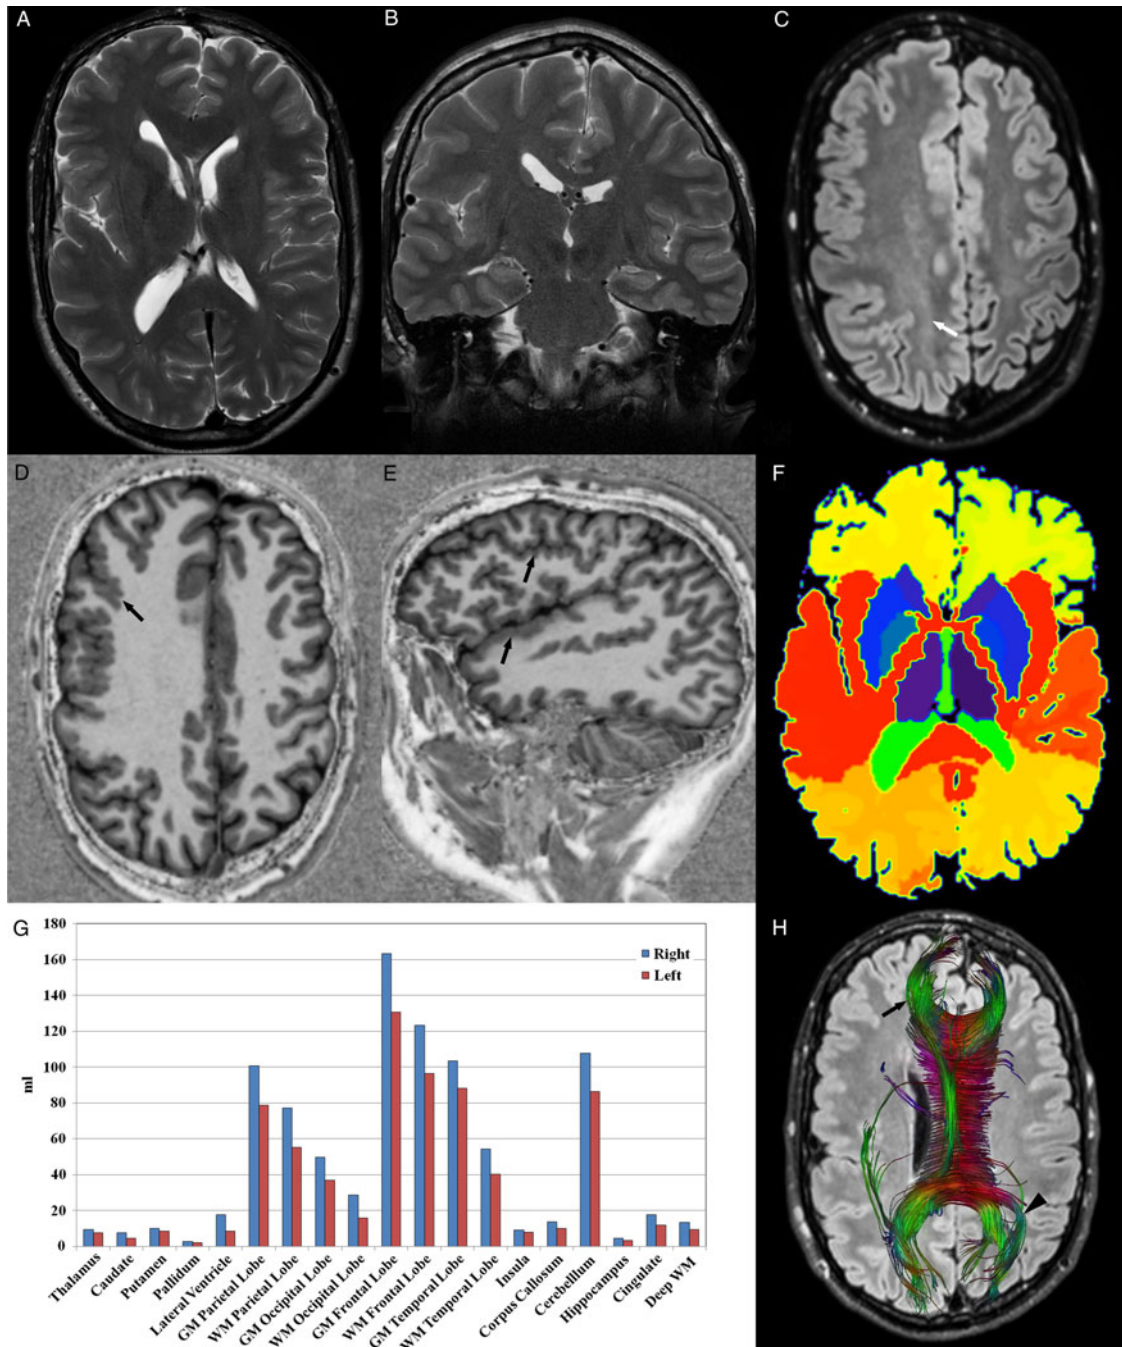 A
B
C
D
E
F
G
180
160
140
120
100
80
60
40
20
0
ml
Right
Left
Thalamus
Caudate
Putamen
Pallidum
Lateral Ventricle
GM Parietal Lobe
WM Parietal Lobe
GM Occipital Lobe
WM Occipital Lobe
GM Frontal Lobe
WM Frontal Lobe
GM Temporal Lobe
WM Temporal Lobe
Insula
Corpus Callosum
Cerebellum
Hippocampus
Cingulate
Deep WM
H